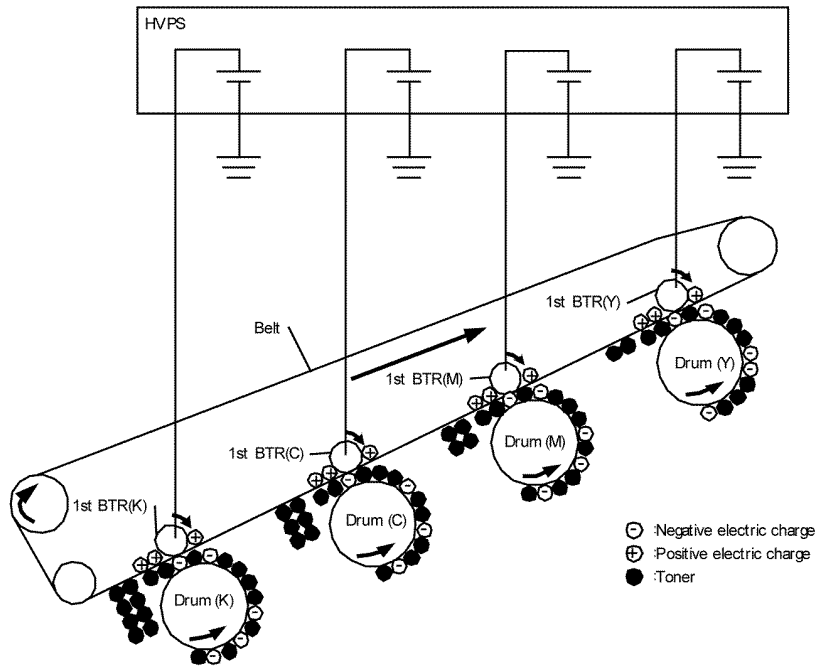 HVPS
1st BTR(Y)
Belt
Drum (Y)
1st BTR(M)
Drum (M)
1st BTR(C)
1st BTR(K)
Drum (C)
:Negative electric charge
:Positive electric charge
:Toner
Drum (K)